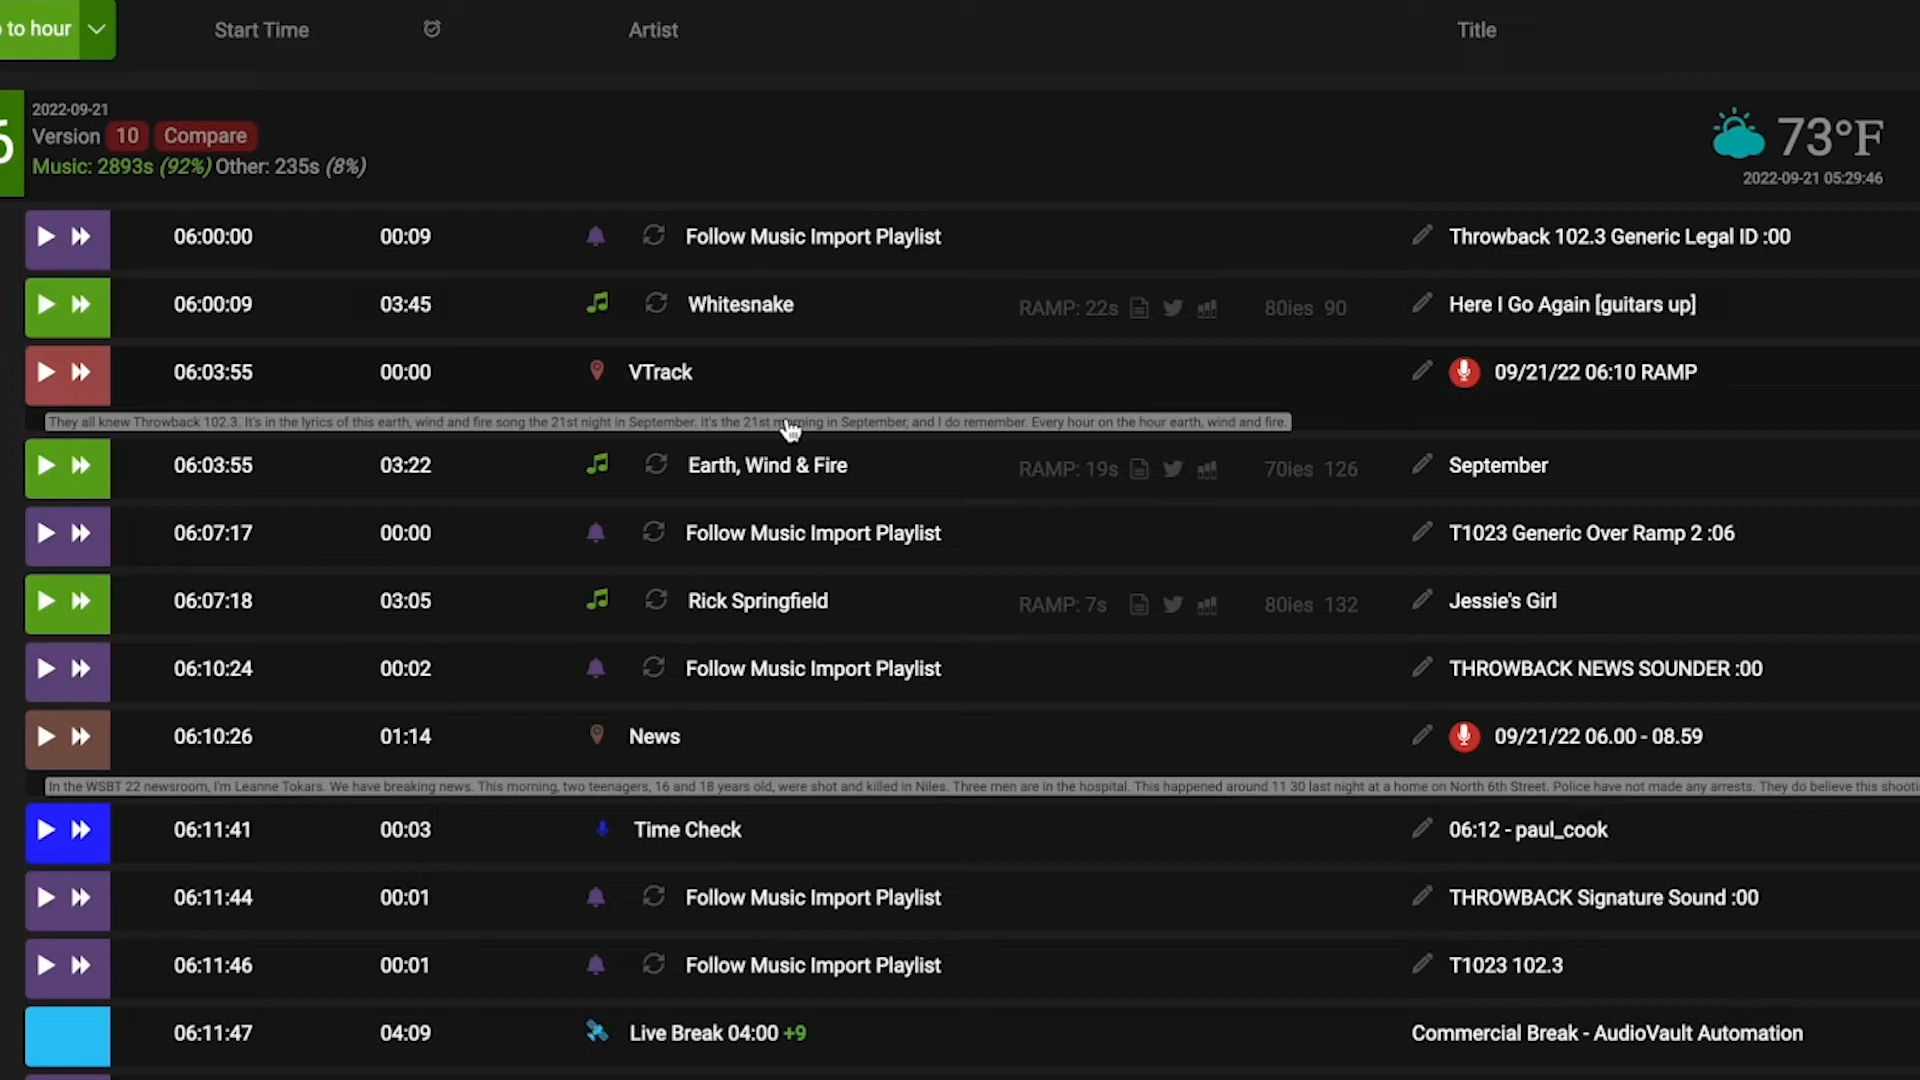 to hour Start Time Artist Title
6
2022-09-21
Version 10 Compare
Music: 2893s (92%) Other: 235s (8%)
73°F
2022-09-21 05:29:46
06:00:00 00:09 Follow Music Import Playlist Throwback 102.3 Generic Legal ID :00
06:00:09 03:45 Whitesnake RAMP: 22s 80ies 90 Here I Go Again [guitars up]
06:03:55 00:00 VTrack 09/21/22 06:10 RAMP
They all knew Throwback 102.3. It's in the lyrics of this earth, wind and fire song the 21st night in September. It's the 21st morning in September, and I do remember. Every hour on the hour earth, wind and fire.
06:03:55 03:22 Earth, Wind & Fire RAMP: 19s 70ies 126 September
06:07:17 00:00 Follow Music Import Playlist T1023 Generic Over Ramp 2 :06
06:07:18 03:05 Rick Springfield RAMP: 7s 80ies 132 Jessie's Girl
06:10:24 00:02 Follow Music Import Playlist THROWBACK NEWS SOUNDER :00
06:10:26 01:14 News 09/21/22 06.00 - 08.59
In the WSBT 22 newsroom, I'm Leanne Tokars. We have breaking news. This morning, two teenagers, 16 and 18 years old, were shot and killed in Niles. Three men are in the hospital. This happened around 11 30 last night at a home on North 6th Street. Police have not made any arrests. They do believe this shooti
06:11:41 00:03 Time Check 06:12 - paul_cook
06:11:44 00:01 Follow Music Import Playlist THROWBACK Signature Sound :00
06:11:46 00:01 Follow Music Import Playlist T1023 102.3
06:11:47 04:09 Live Break 04:00 +9 Commercial Break - AudioVault Automation